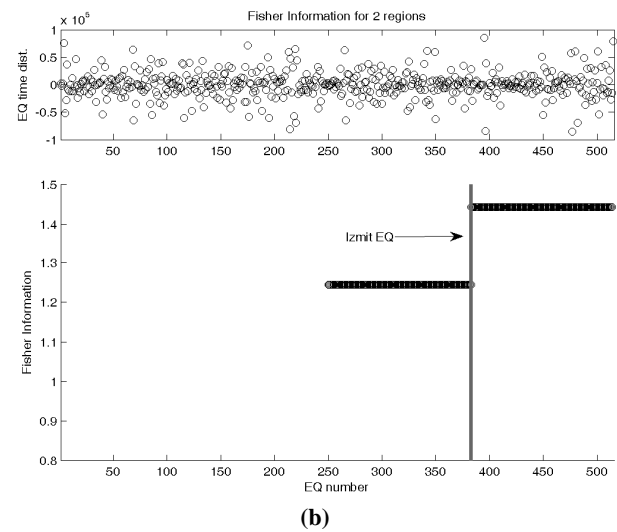 Fisher Information for 2 regions
x 10^5
1
0.5
0
-0.5
-1
EQ time dist.
50 100 150 200 250 300 350 400 450 500
1.5
1.4
1.3
1.2
1.1
1
0.9
0.8
Fisher Information
Izmit EQ
50 100 150 200 250 300 350 400 450 500
EQ number
(b)